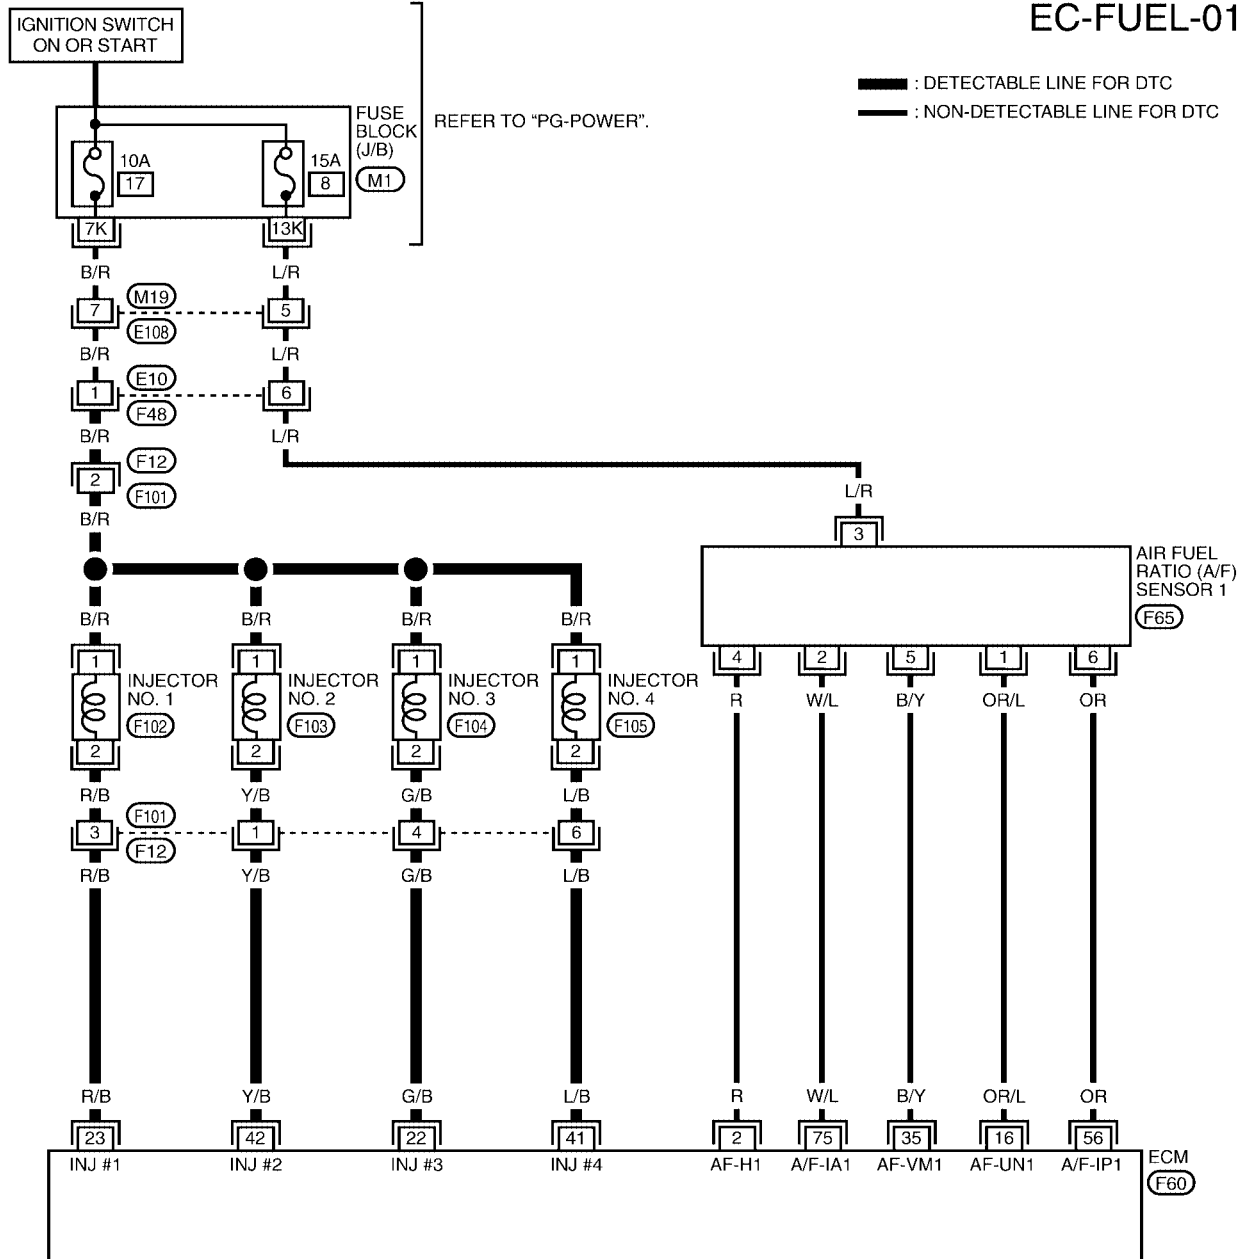 EC-FUEL-01
IGNITION SWITCH
ON OR START
: DETECTABLE LINE FOR DTC
: NON-DETECTABLE LINE FOR DTC
FUSE
BLOCK
(J/B)
M1
REFER TO “PG-POWER”.
10A
17
15A
8
7K
13K
B/R
L/R
7
M19
E108
5
B/R
L/R
1
E10
F48
6
B/R
L/R
2
F12
F101
B/R
L/R
3
AIR FUEL
RATIO (A/F)
SENSOR 1
F65
B/R
B/R
B/R
B/R
4
2
5
1
6
1
1
1
1
R
W/L
B/Y
OR/L
OR
INJECTOR
NO. 1
F102
INJECTOR
NO. 2
F103
INJECTOR
NO. 3
F104
INJECTOR
NO. 4
F105
2
2
2
2
R/B
Y/B
G/B
L/B
3
F101
F12
1
4
6
R/B
Y/B
G/B
L/B
R/B
Y/B
G/B
L/B
R
W/L
B/Y
OR/L
OR
23
42
22
41
2
75
35
16
56
INJ #1
INJ #2
INJ #3
INJ #4
AF-H1
A/F-IA1
AF-VM1
AF-UN1
A/F-IP1
ECM
F60